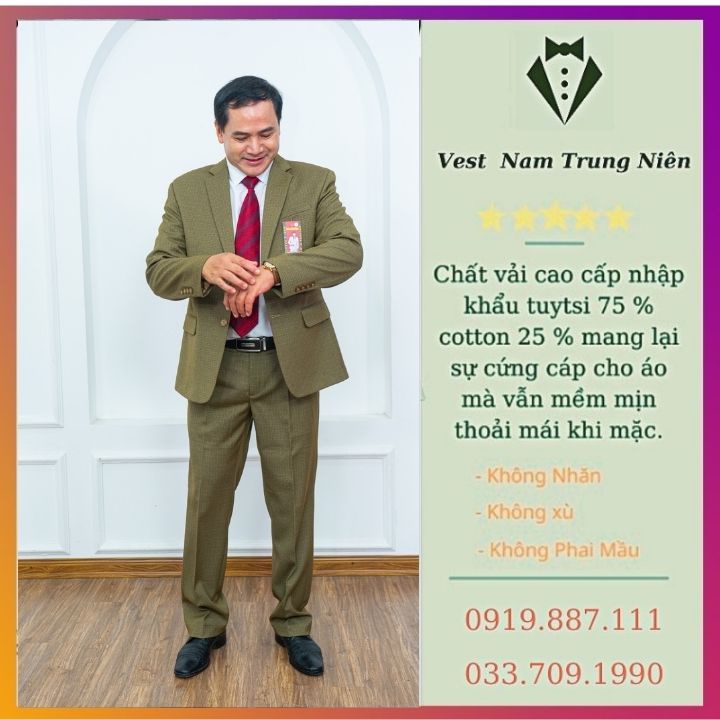 Vest Nam Trung Niên
Chất vải cao cấp nhập
khẩu tuytsi 75 %
cotton 25 % mang lại
sự cứng cáp cho áo
mà vẫn mềm mịn
thoải mái khi mặc.
- Không Nhăn
- Không xù
- Không Phai Mầu
0919.887.111
033.709.1990